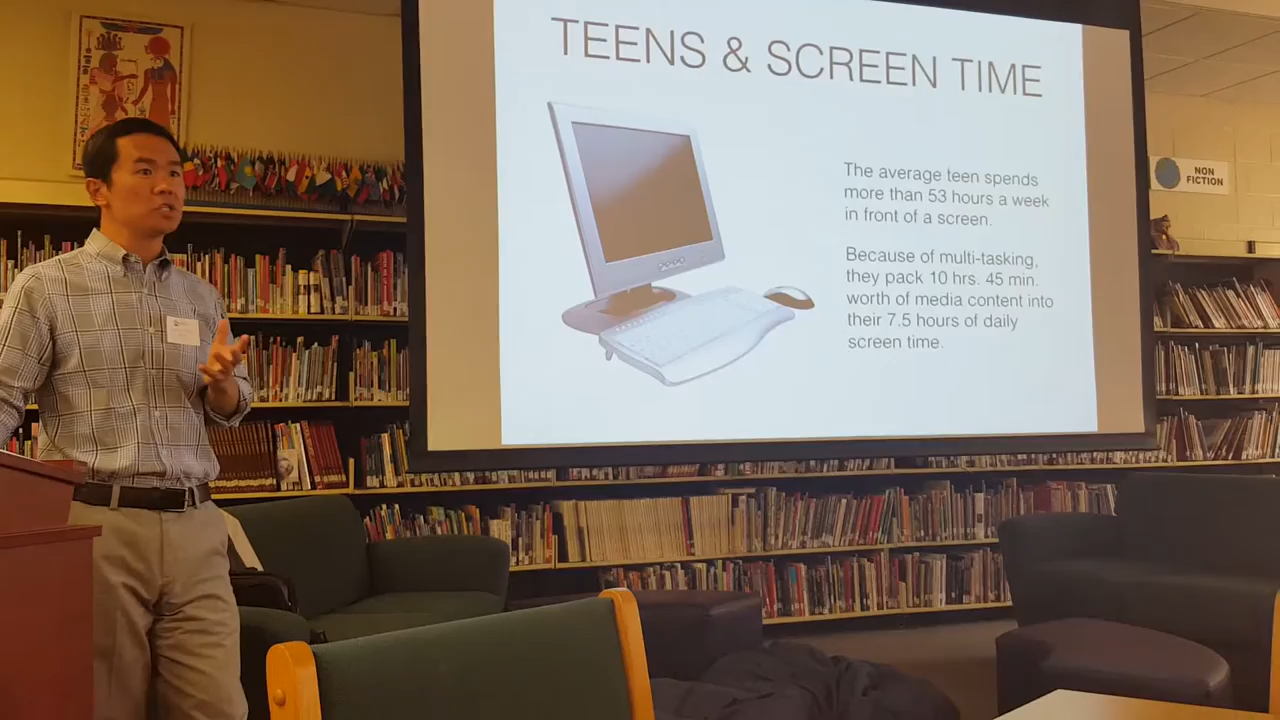 TEENS & SCREEN TIME
The average teen spends
more than 53 hours a week
in front of a screen.
Because of multi-tasking,
they pack 10 hrs. 45 min.
worth of media content into
their 7.5 hours of daily
screen time.
NON
FICTION